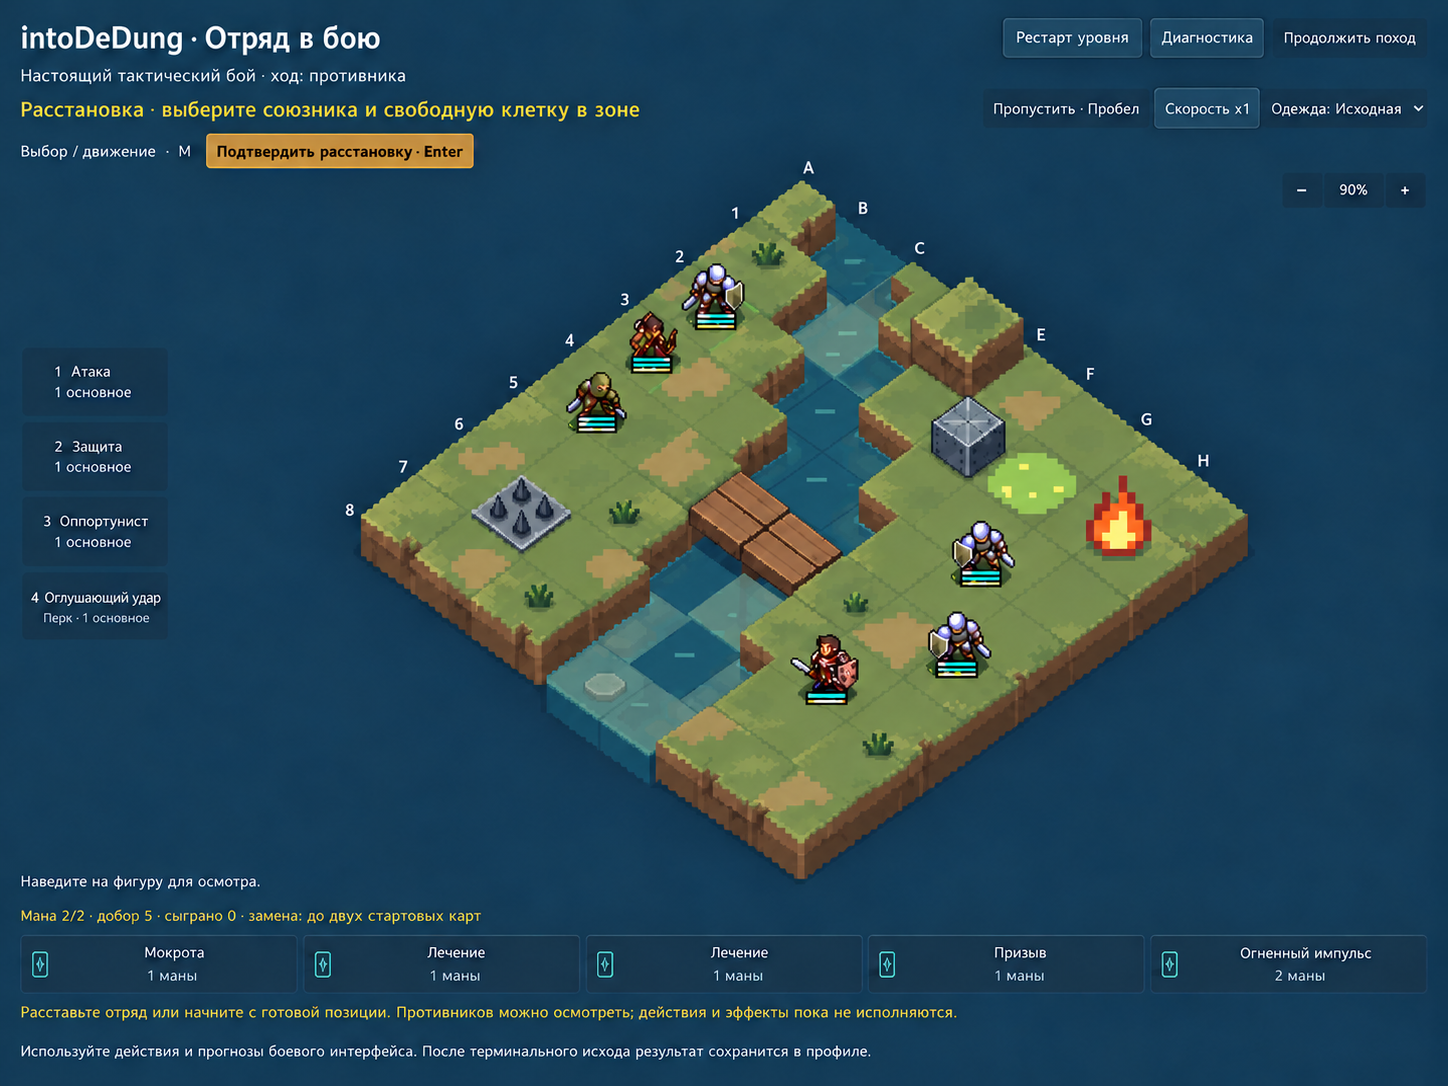 intoDeDung · Отряд в бою
Рестарт уровня
Диагностика
Продолжить поход
Настоящий тактический бой · ход: противника
Расстановка · выберите союзника и свободную клетку в зоне
Пропустить · Пробел
Скорость x1
Одежда: Исходная
Выбор / движение · M
Подтвердить расстановку · Enter
−
90%
+
A
B
C
E
F
G
H
1
2
3
4
5
6
7
8
1 Атака
1 основное
2 Защита
1 основное
3 Оппортунист
1 основное
4 Оглушающий удар
Перк · 1 основное
Наведите на фигуру для осмотра.
Мана 2/2 · добор 5 · сыграно 0 · замена: до двух стартовых карт
Мокрота
1 маны
Лечение
1 маны
Лечение
1 маны
Призыв
1 маны
Огненный импульс
2 маны
Расставьте отряд или начните с готовой позиции. Противников можно осмотреть; действия и эффекты пока не исполняются.
Используйте действия и прогнозы боевого интерфейса. После терминального исхода результат сохранится в профиле.